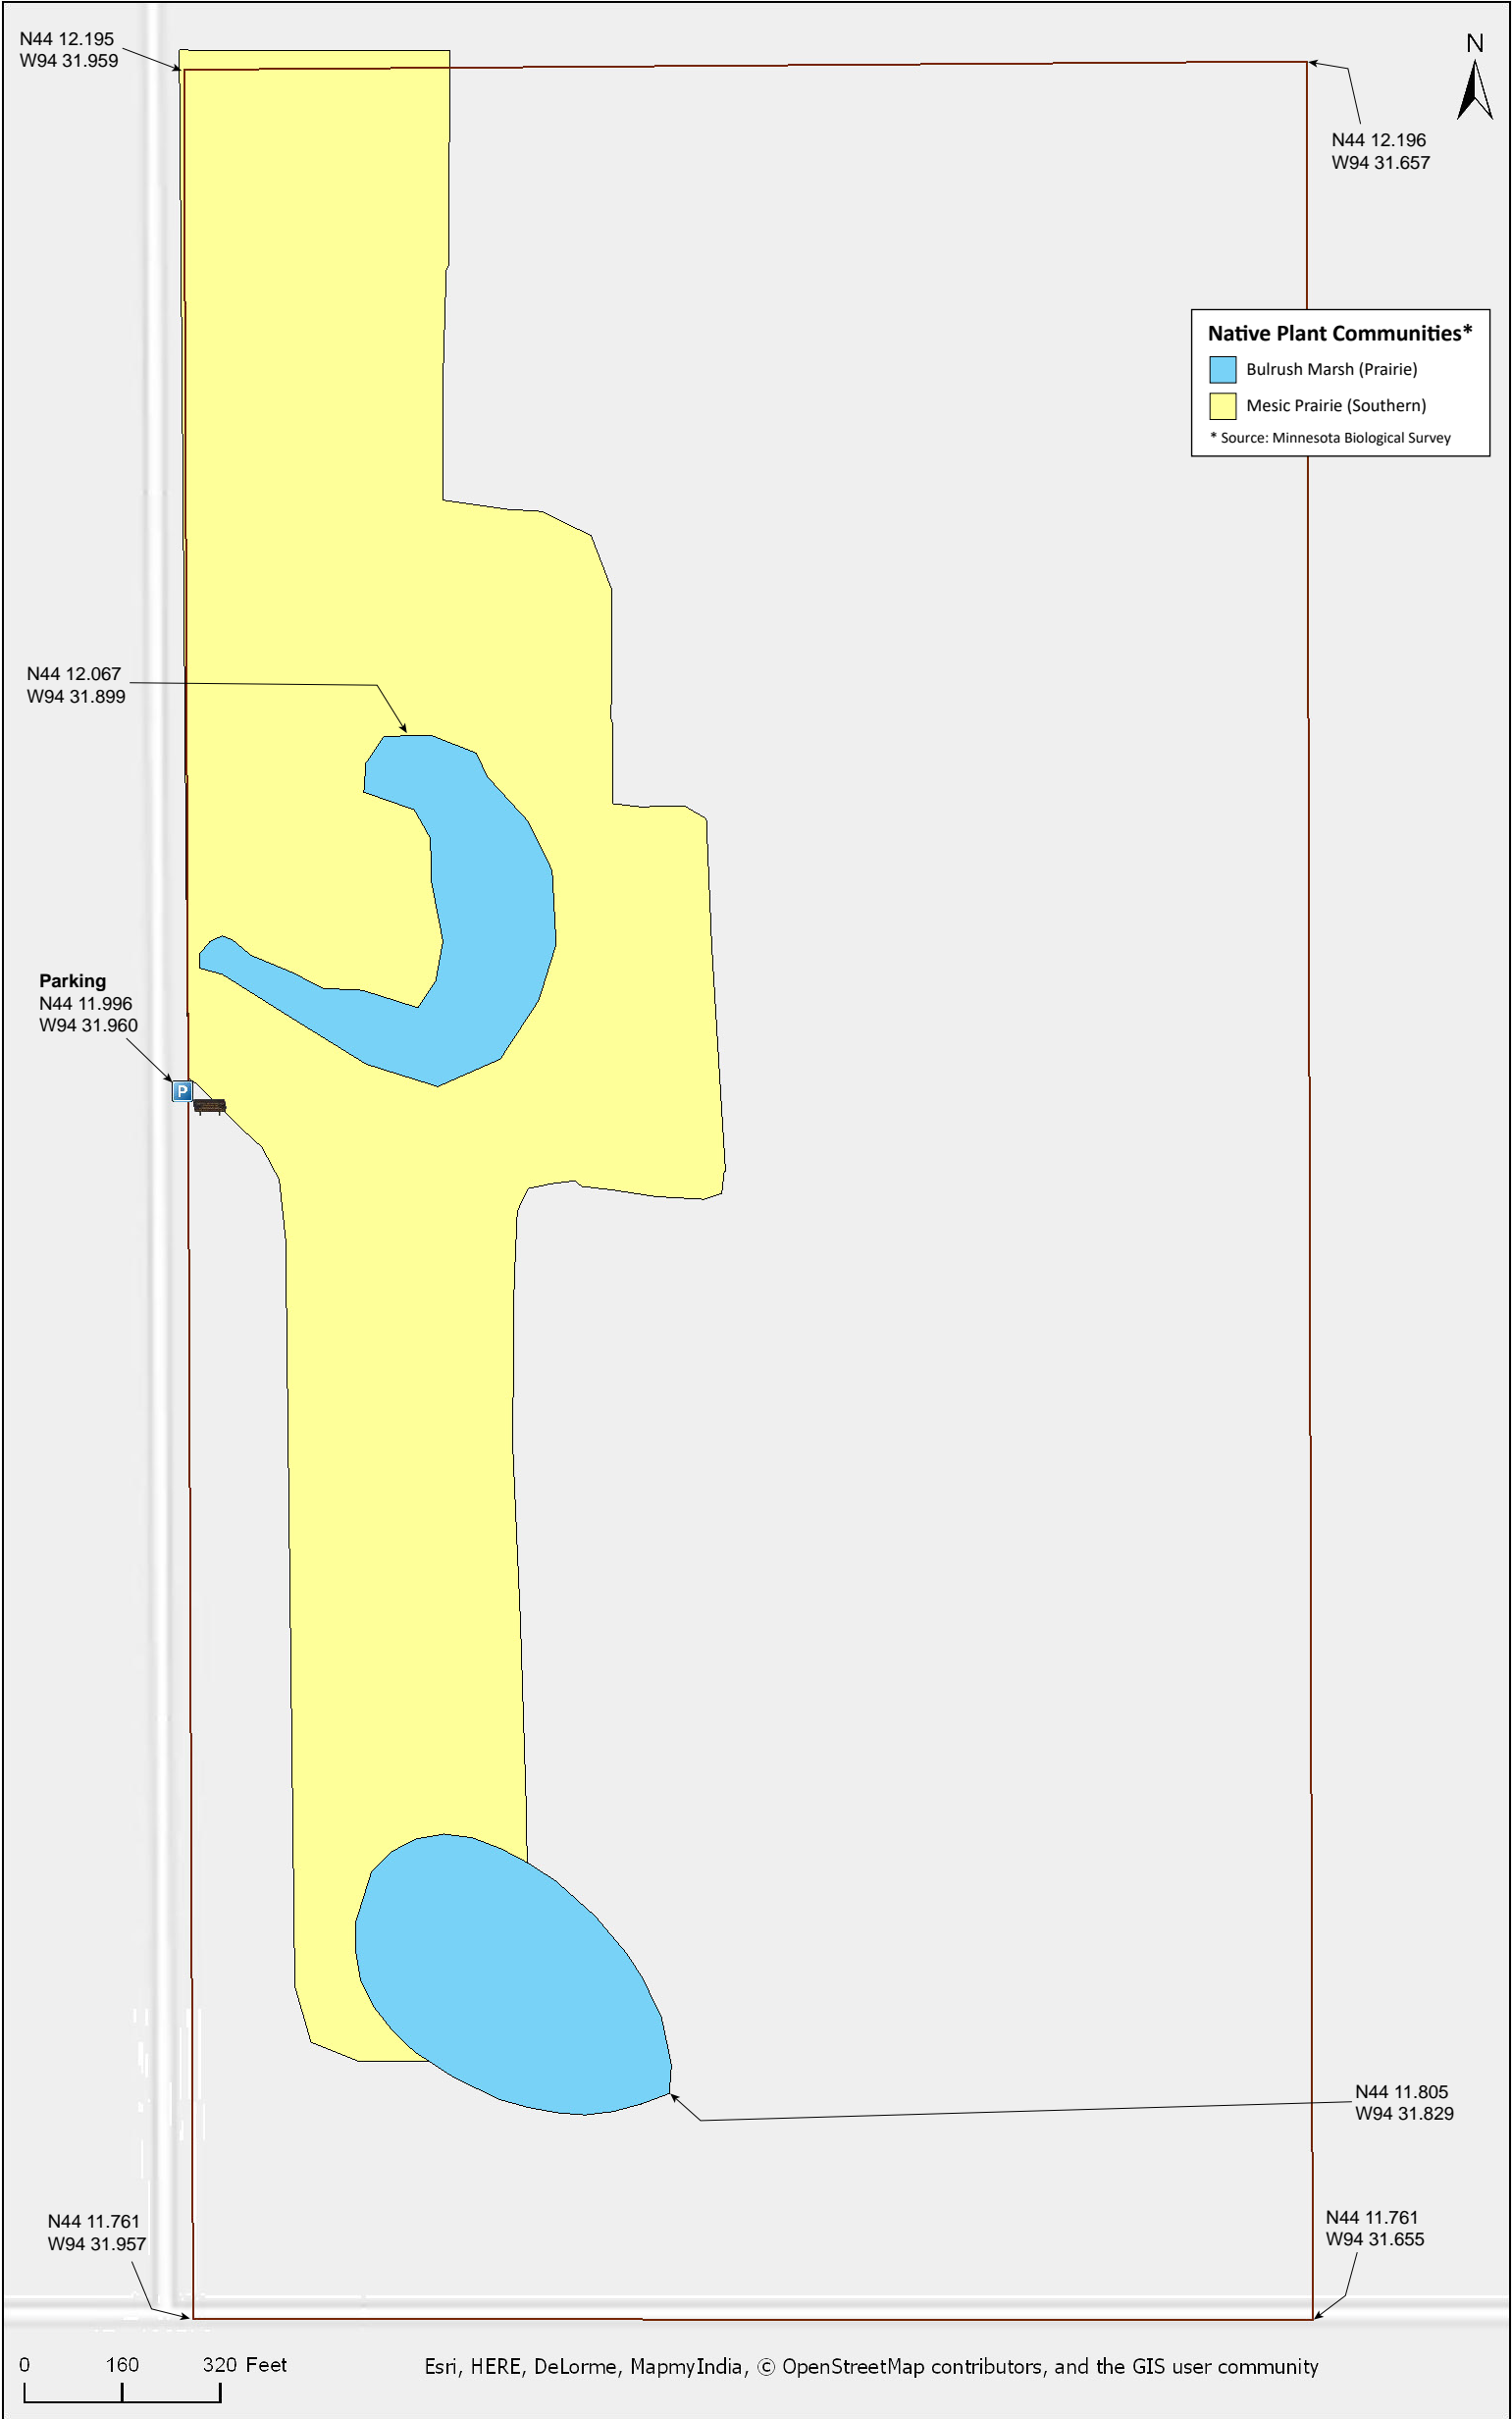 N44 12.195
W94 31.959
N
N44 12.196
W94 31.657
Native Plant Communities*
Bulrush Marsh (Prairie)
Mesic Prairie (Southern)
* Source: Minnesota Biological Survey
N44 12.067
W94 31.899
Parking
N44 11.996
W94 31.960
P
N44 11.805
W94 31.829
N44 11.761
W94 31.957
N44 11.761
W94 31.655
0 160 320 Feet
Esri, HERE, DeLorme, MapmyIndia, © OpenStreetMap contributors, and the GIS user community